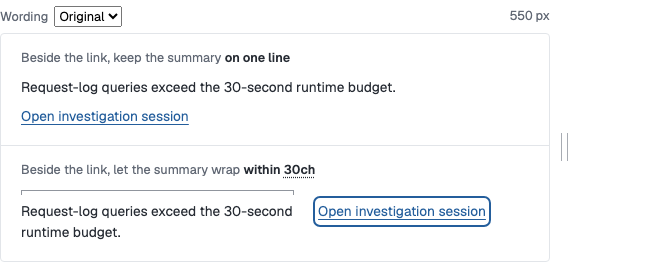 Wording Original 550 px
Beside the link, keep the summary on one line
Request-log queries exceed the 30-second runtime budget.
Open investigation session
Beside the link, let the summary wrap within 30ch
Request-log queries exceed the 30-second Open investigation session
runtime budget.